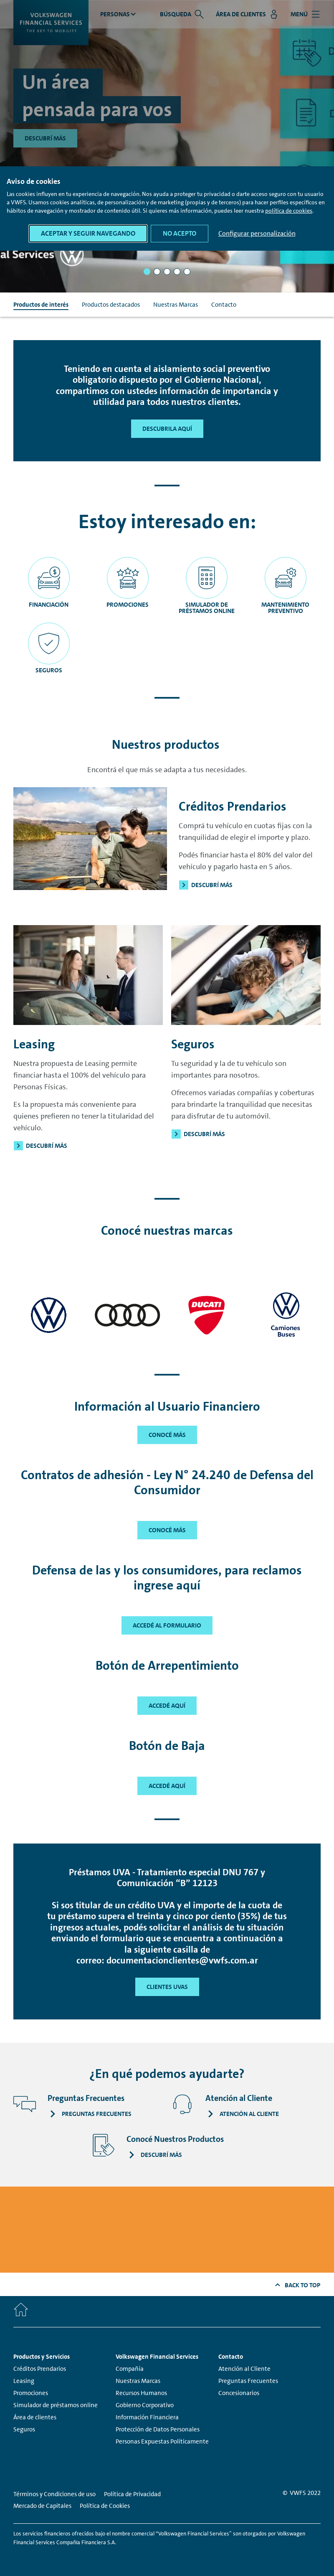 VOLKSWAGEN
FINANCIAL SERVICES
THE KEY TO MOBILITY
PERSONAS
BÚSQUEDA
ÁREA DE CLIENTES
MENÚ
Un área
pensada para vos
DESCUBRÍ MÁS
Aviso de cookies
Las cookies influyen en tu experiencia de navegación. Nos ayuda a proteger tu privacidad o darte acceso seguro con tu usuario
a VWFS. Usamos cookies analíticas, de personalización y de marketing (propias y de terceros) para hacer perfiles basados en
hábitos de navegación y mostrarte de contenido útil. Si quieres más información, puedes leer nuestra política de cookies.
ACEPTAR Y SEGUIR NAVEGANDO
NO ACEPTO
Configurar personalización
al Services
Productos de interés
Productos destacados
Nuestras Marcas
Contacto
Teniendo en cuenta el aislamiento social preventivo
obligatorio dispuesto por el Gobierno Nacional,
compartimos con ustedes información de importancia y
utilidad para todos nuestros clientes.
DESCUBRILA AQUÍ
Estoy interesado en:
FINANCIACIÓN
PROMOCIONES
SIMULADOR DE
PRÉSTAMOS ONLINE
MANTENIMIENTO
PREVENTIVO
SEGUROS
Nuestros productos
Encontrá el que más se adapta a tus necesidades.
Créditos Prendarios
Comprá tu vehículo en cuotas fijas con la
tranquilidad de elegir el importe y plazo.
Podés financiar hasta el 80% del valor del
vehículo y pagarlo hasta en 5 años.
DESCUBRÍ MÁS
Leasing
Nuestra propuesta de Leasing permite
financiar hasta el 100% del vehículo para
Personas Físicas.
Es la propuesta más conveniente para
quienes prefieren no tener la titularidad del
vehículo.
DESCUBRÍ MÁS
Seguros
Tu seguridad y la de tu vehículo son
importantes para nosotros.
Ofrecemos variadas compañías y coberturas
para brindarte la tranquilidad que necesitas
para disfrutar de tu automóvil.
DESCUBRÍ MÁS
Conocé nuestras marcas
DUCATI
Camiones
Buses
Información al Usuario Financiero
CONOCÉ MÁS
Contratos de adhesión - Ley N° 24.240 de Defensa del
Consumidor
CONOCÉ MÁS
Defensa de las y los consumidores, para reclamos
ingrese aquí
ACCEDÉ AL FORMULARIO
Botón de Arrepentimiento
ACCEDÉ AQUÍ
Botón de Baja
ACCEDÉ AQUÍ
Préstamos UVA - Tratamiento especial DNU 767 y
Comunicación “B” 12123
Si sos titular de un crédito UVA y el importe de la cuota de
tu préstamo supera el treinta y cinco por ciento (35%) de tus
ingresos actuales, podés solicitar el análisis de tu situación
enviando el formulario que se encuentra a continuación a
la siguiente casilla de
correo: documentacionclientes@vwfs.com.ar
CLIENTES UVAS
¿En qué podemos ayudarte?
Preguntas Frecuentes
PREGUNTAS FRECUENTES
Atención al Cliente
ATENCIÓN AL CLIENTE
Conocé Nuestros Productos
DESCUBRÍ MÁS
BACK TO TOP
Productos y Servicios
Créditos Prendarios
Leasing
Promociones
Simulador de préstamos online
Área de clientes
Seguros
Volkswagen Financial Services
Compañía
Nuestras Marcas
Recursos Humanos
Gobierno Corporativo
Información Financiera
Protección de Datos Personales
Personas Expuestas Políticamente
Contacto
Atención al Cliente
Preguntas Frecuentes
Concesionarios
Términos y Condiciones de uso
Política de Privacidad
Mercado de Capitales
Política de Cookies
© VWFS 2022
Los servicios financieros ofrecidos bajo el nombre comercial “Volkswagen Financial Services” son otorgados por Volkswagen
Financial Services Compañía Financiera S.A.